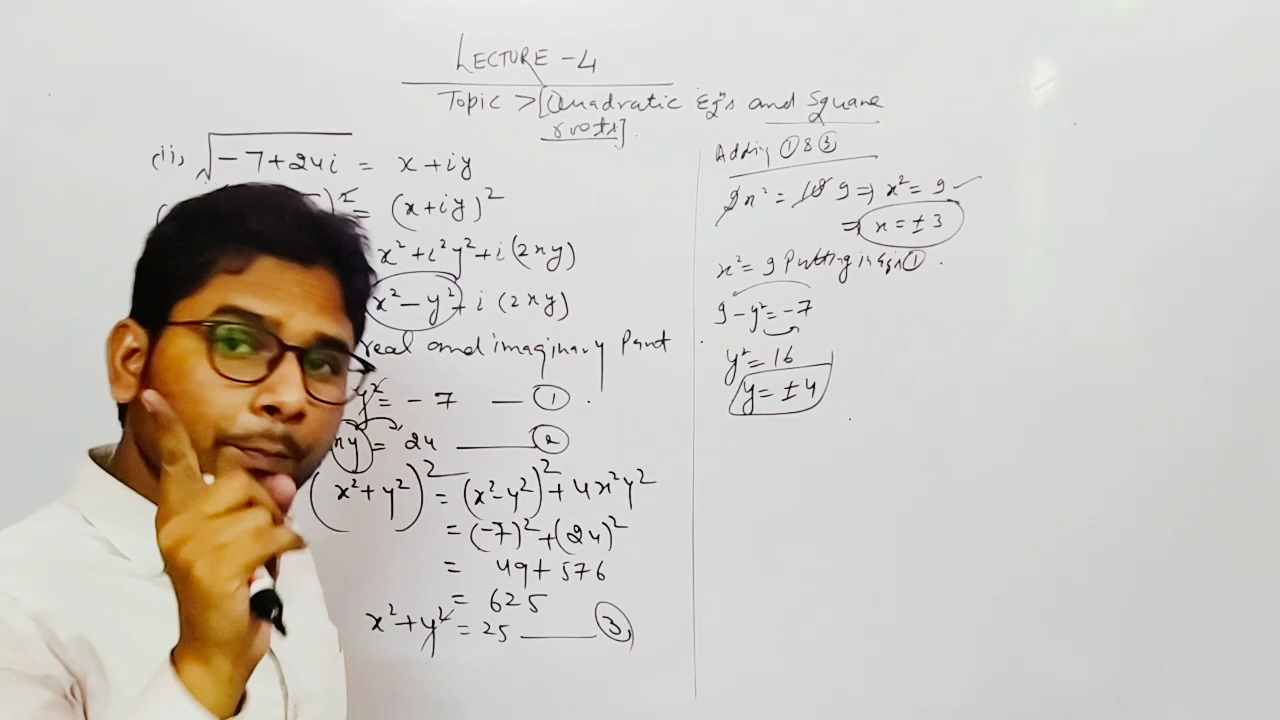 LECTURE -4
Topic > [Quadratic Eqⁿs and Square
roots].
(ii) √-7+24i = x+iy
)² = (x+iy)²
x²+i²y²+i(2xy)
x²-y²+i(2xy)
real and imaginary Part
y²= -7 — ①.
xy = 24 — ②
(x²+y²)² = (x²-y²)²+4x²y²
= (-7)²+(24)²
= 49+576
= 625
x²+y² = 25 — ③
Adding ① & ③
2x² = 18 9 ⇒ x² = 9 ✓
⇒ x = ±3
x² = 9 Putting in Eqⁿ ① .
9-y²=-7
y²=16
y=±4